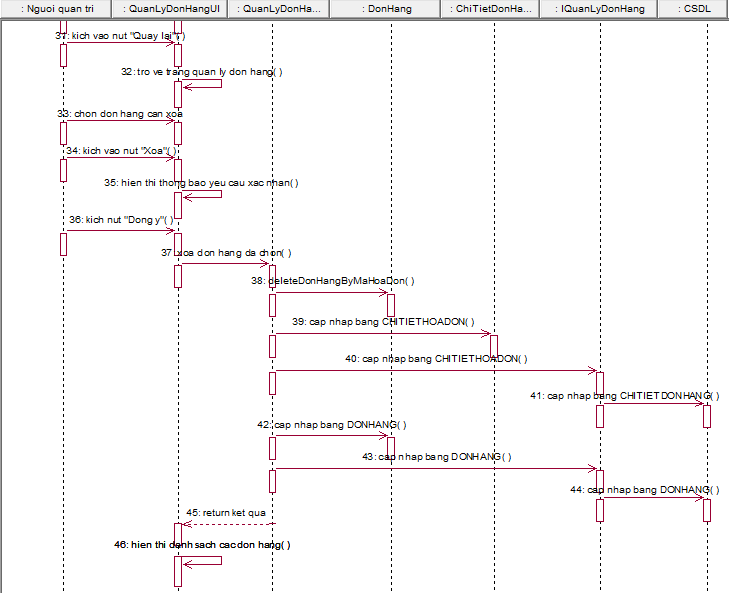 : Nguoi quan tri
: QuanLyDonHangUI
: QuanLyDonHa...
: DonHang
: ChiTietDonHa...
: IQuanLyDonHang
: CSDL
31: kich vao nut "Quay lai"( )
32: tro ve trang quan ly don hang( )
33: chon don hang can xoa
34: kich vao nut "Xoa"( )
35: hien thi thong bao yeu cau xac nhan( )
36: kich nut "Dong y"( )
37: xoa don hang da chon( )
38: deleteDonHangByMaHoaDon( )
39: cap nhap bang CHITIETHOADON( )
40: cap nhap bang CHITIETHOADON( )
41: cap nhap bang CHITIETDONHANG( )
42: cap nhap bang DONHANG( )
43: cap nhap bang DONHANG( )
44: cap nhap bang DONHANG( )
45: return ket qua
46: hien thi danh sach cac don hang( )